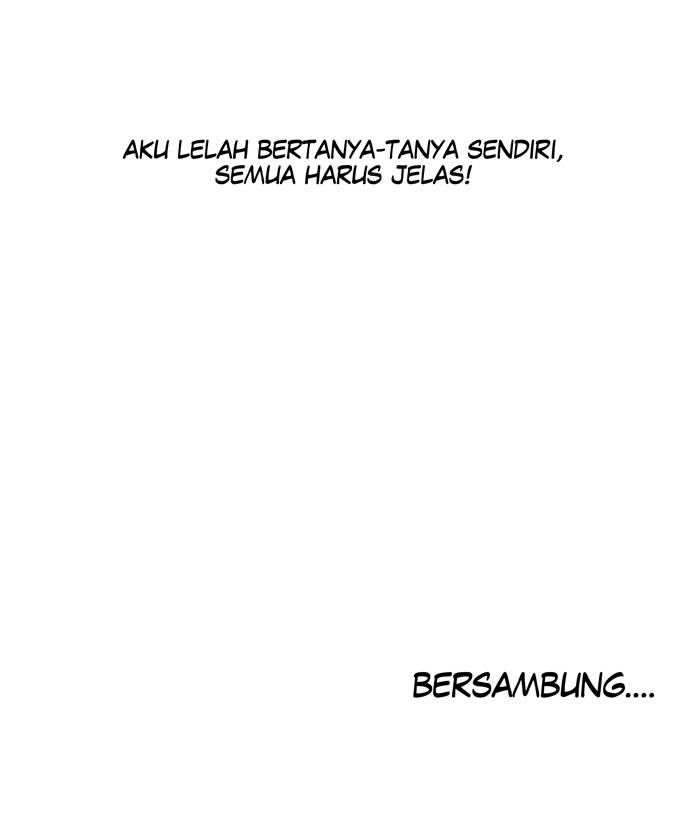 AKU LELAH BERTANYA-TANYA SENDIRI,
SEMUA HARUS JELAS!
BERSAMBUNG....